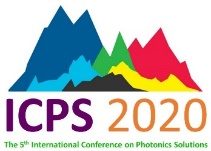 ICPS 2020
The 5th International Conference on Photonics Solutions